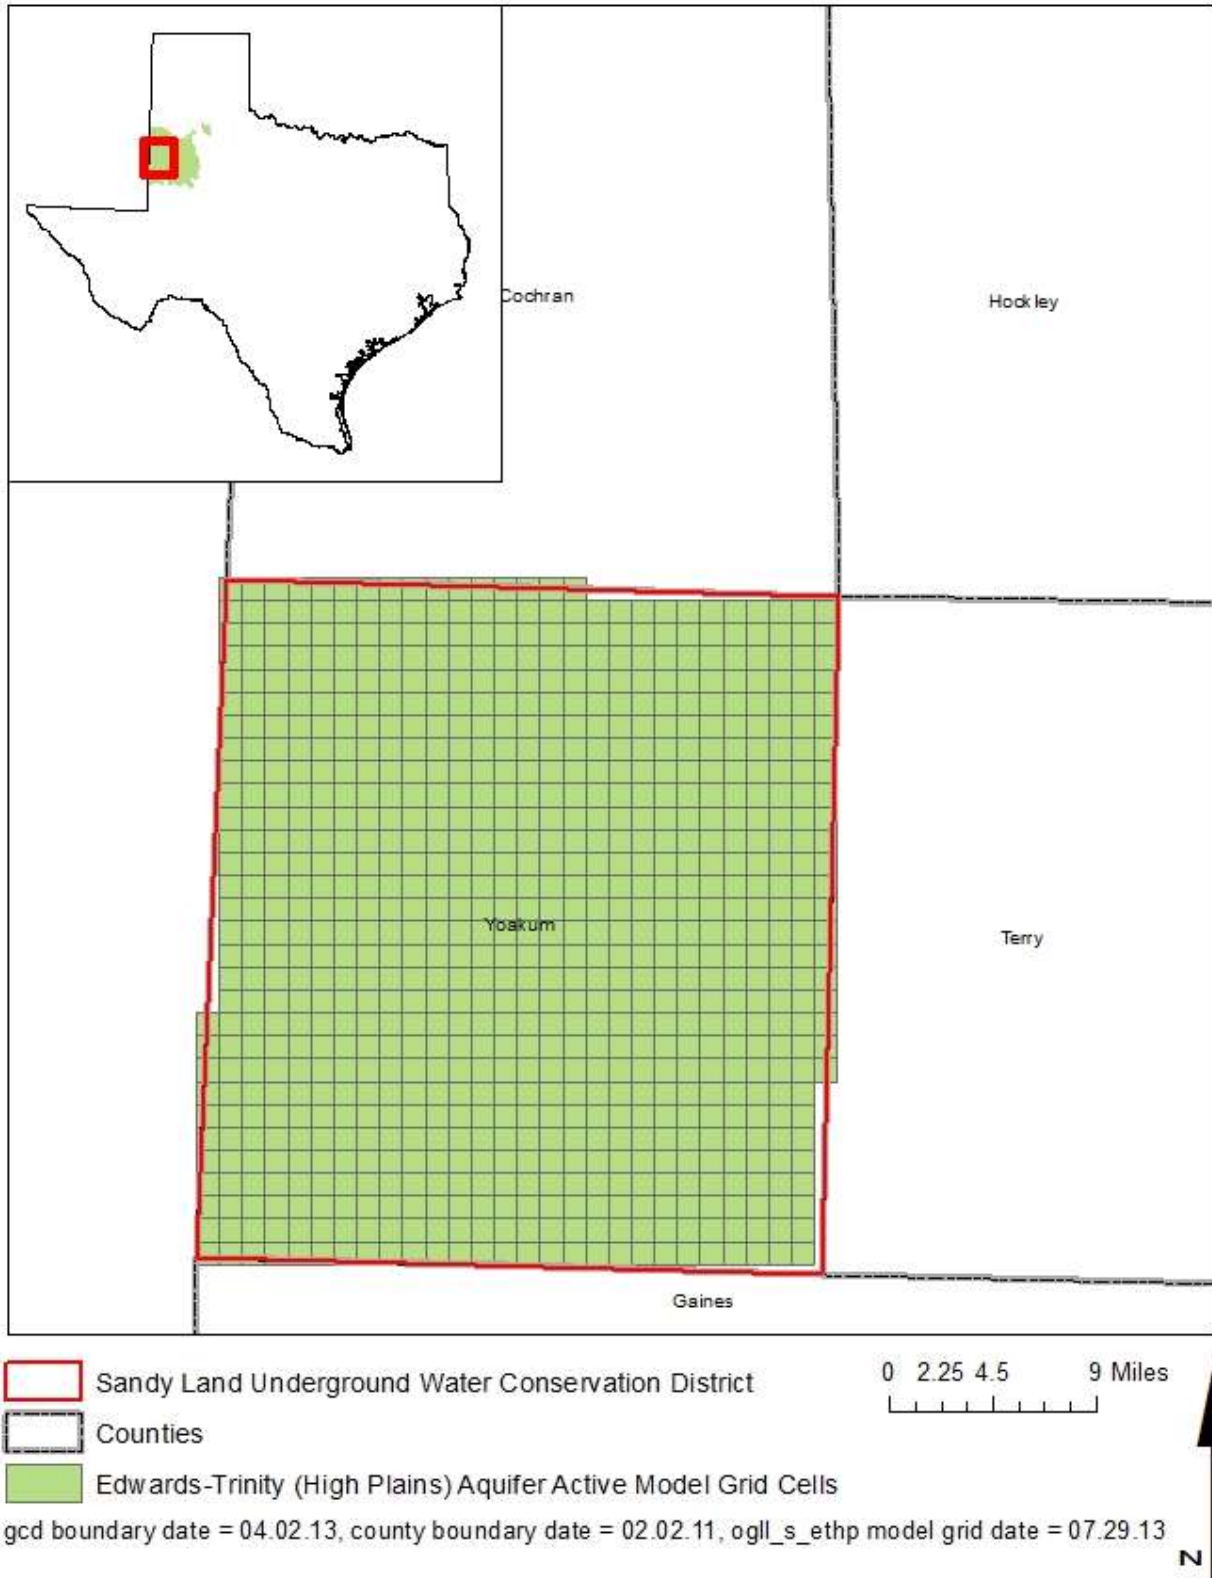 Cochran
Hockley
Yoakum
Terry
Gaines
Sandy Land Underground Water Conservation District
0 2.25 4.5 9 Miles
Counties
Edwards-Trinity (High Plains) Aquifer Active Model Grid Cells
gcd boundary date = 04.02.13, county boundary date = 02.02.11, ogll_s_ethp model grid date = 07.29.13
N